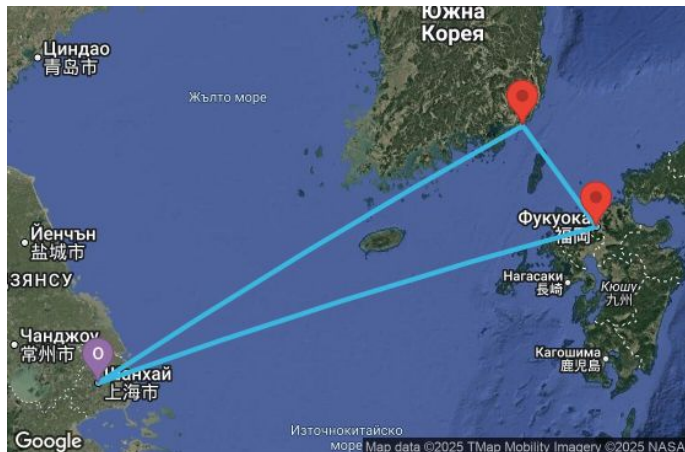 Южна
Корея
Циндао
青岛市
Жълто море
Йенчън
盐城市
ДЗЯНСУ
Фукуока
福岡
Нагасаки
長崎
Кюшу
九州
Чанджоу
常州市
O
Шанхай
上海市
Кагошима
鹿児島
Източнокитайско
море
Google
Map data ©2025 TMap Mobility Imagery ©2025 NASA